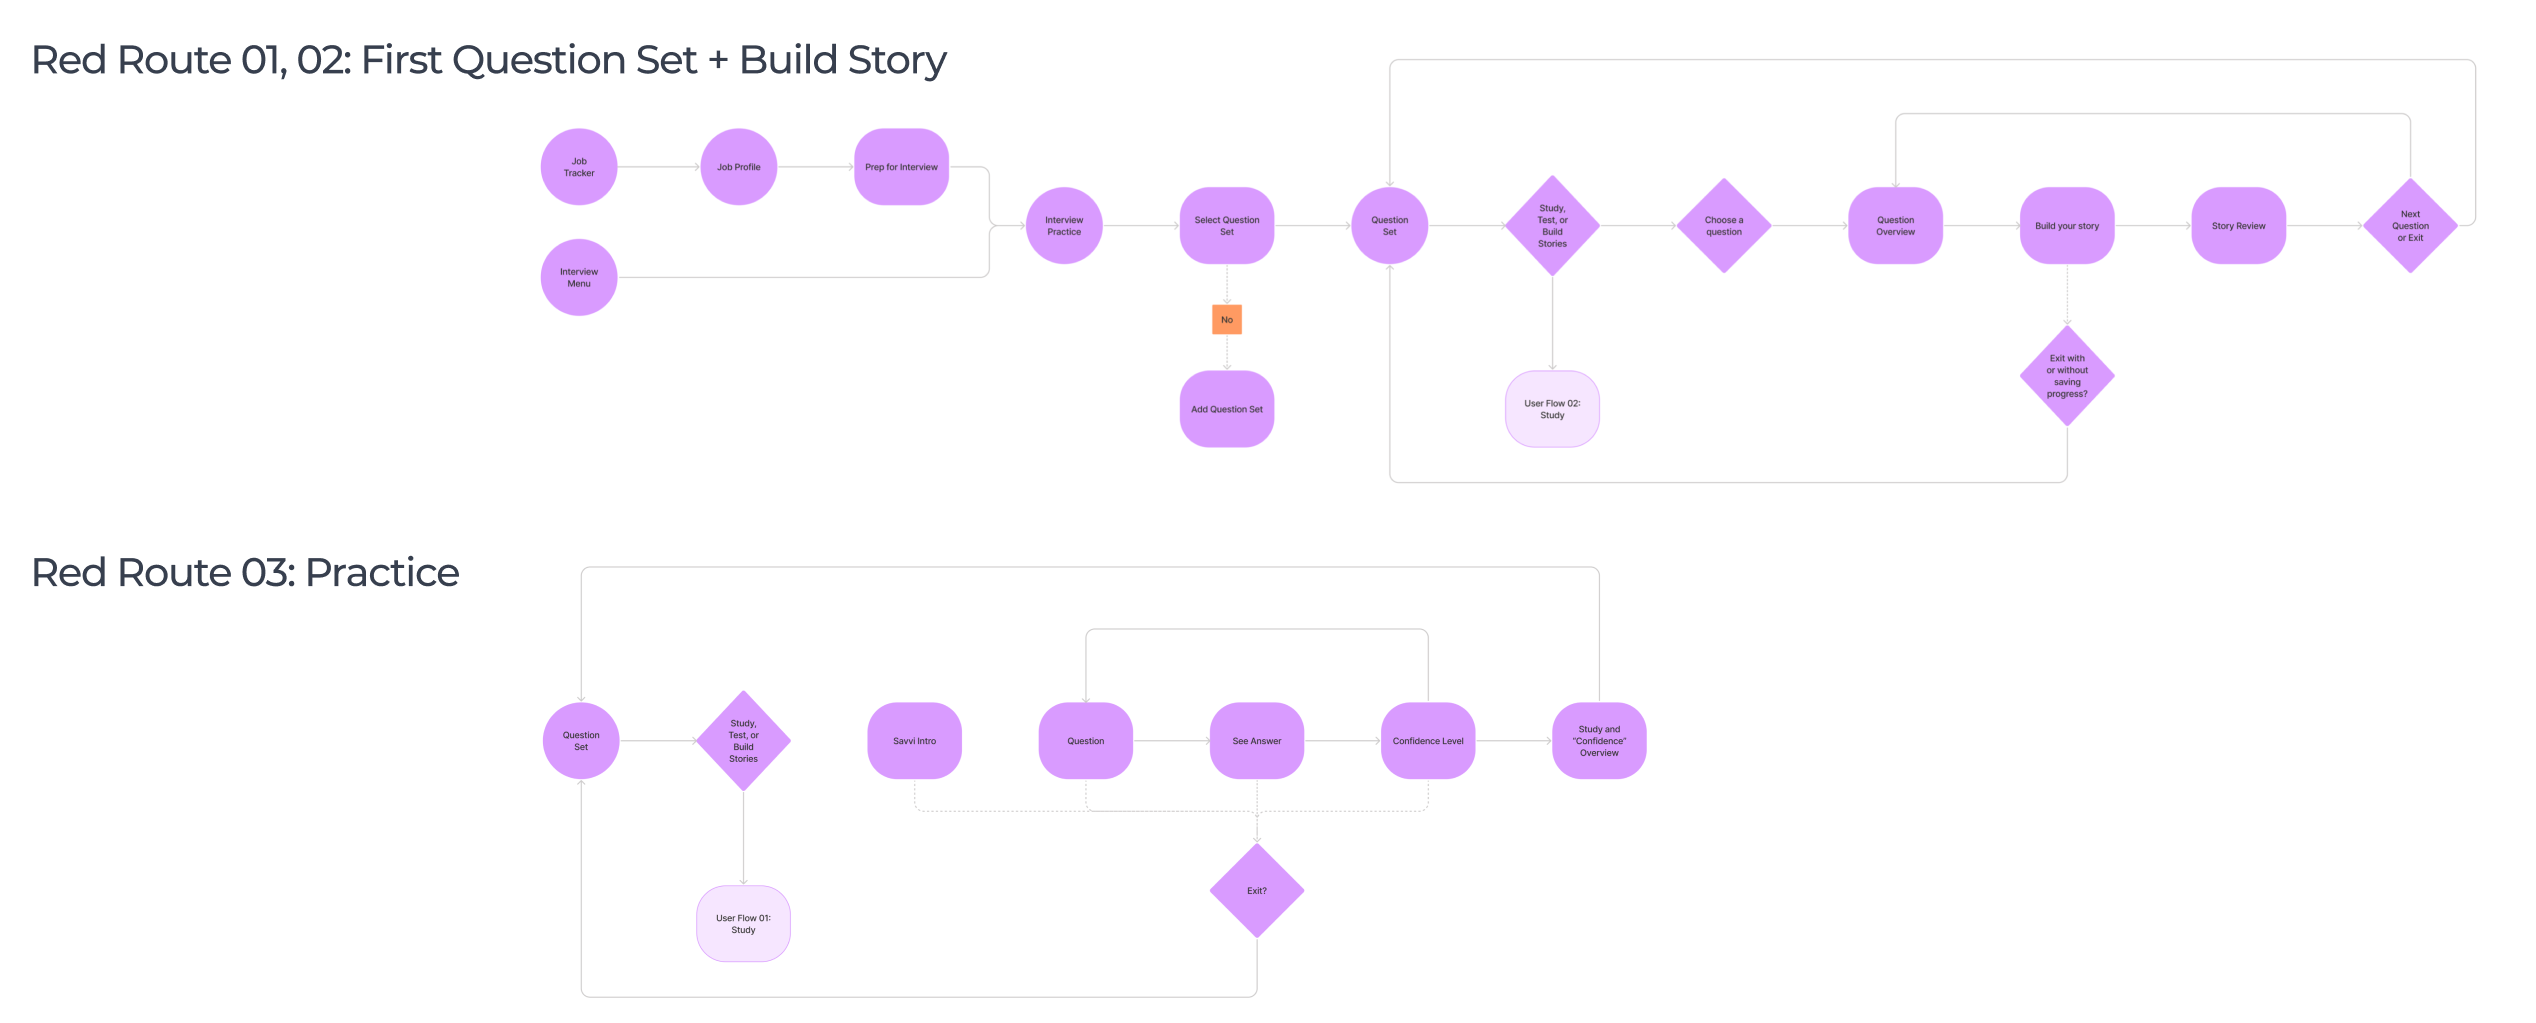 Red Route 01, 02: First Question Set + Build Story
Job
Tracker
Job Profile
Prep for Interview
Interview
Menu
Interview
Practice
Select Question
Set
No
Add Question Set
Question
Set
Study,
Test, or
Build
Stories
User Flow 02:
Study
Choose a
question
Question
Overview
Build your story
Exit with
or without
saving
progress?
Story Review
Next
Question
or Exit
Red Route 03: Practice
Question
Set
Study,
Test, or
Build
Stories
User Flow 01:
Study
Savvi Intro
Question
See Answer
Confidence Level
Study and
"Confidence"
Overview
Exit?